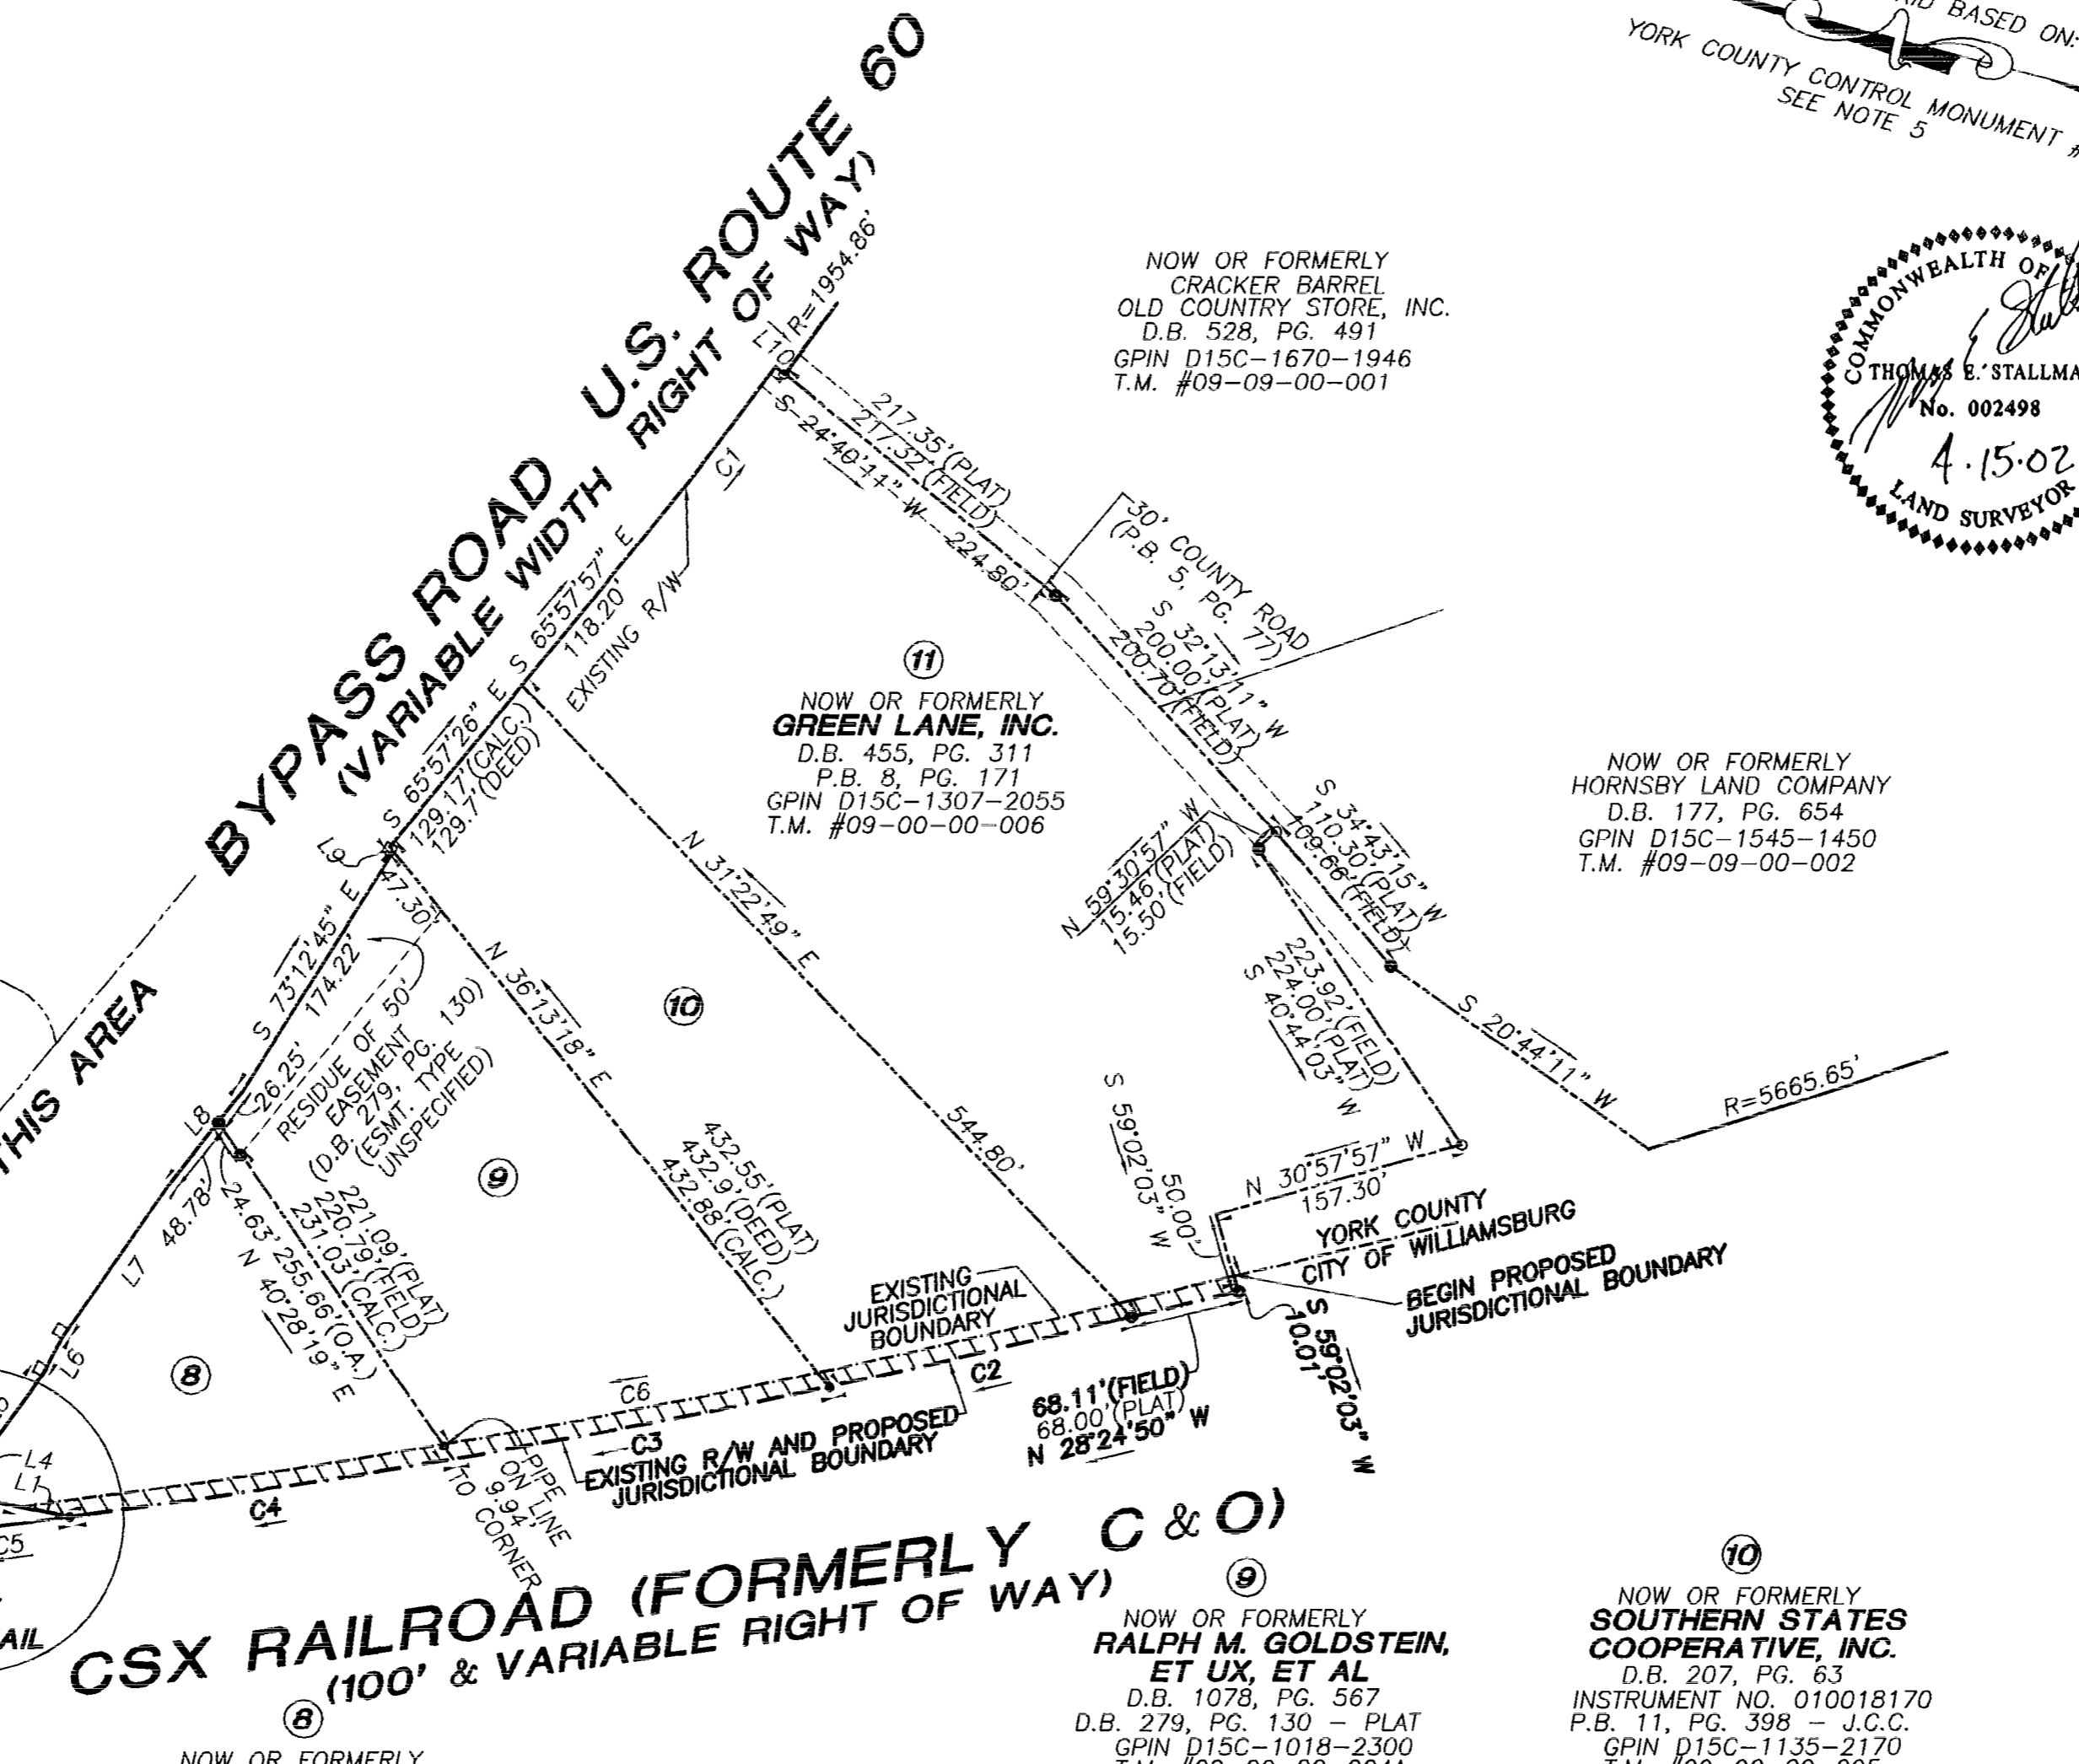 AID BASED ON:
YORK COUNTY CONTROL MONUMENT #
SEE NOTE 5
COMMONWEALTH OF
THOMAS E. STALLMA
No. 002498
4.15.02
LAND SURVEYOR
BYPASS ROAD U.S. ROUTE 60
(VARIABLE WIDTH RIGHT OF WAY)
R=1954.86'
L10
NOW OR FORMERLY
CRACKER BARREL
OLD COUNTRY STORE, INC.
D.B. 528, PG. 491
GPIN D15C-1670-1946
T.M. #09-09-00-001
217.35'(PLAT)
217.32'(FIELD)
S 24°40'11" W 224.80'
C1
30' COUNTY ROAD
(P.B. 5, PG. 77)
S 32°13'11" W
200.00'(PLAT)
200.70'(FIELD)
S 65°57'57" E
118.20'
EXISTING R/W
S 65°57'26" E
129.17'(CALC.)
129.7'(DEED)
11
NOW OR FORMERLY
GREEN LANE, INC.
D.B. 455, PG. 311
P.B. 8, PG. 171
GPIN D15C-1307-2055
T.M. #09-00-00-006
NOW OR FORMERLY
HORNSBY LAND COMPANY
D.B. 177, PG. 654
GPIN D15C-1545-1450
T.M. #09-09-00-002
S 34°43'15" W
110.30'(PLAT)
109.66'(FIELD)
N 59°30'57" W
15.46'(PLAT)
15.50'(FIELD)
223.92'(FIELD)
224.00'(PLAT)
S 40°44'03" W
S 20°44'11" W
R=5665.65'
N 31°22'49" E
544.80'
L9
47.30'
S 73°12'45" E
174.22'
26.25'
RESIDUE OF 50'
EASEMENT
(D.B. 279, PG. 130)
(ESMT. TYPE
UNSPECIFIED)
N 36°13'18" E
432.55'(PLAT)
432.9'(DEED)
432.88'(CALC.)
10
9
THIS AREA
L8
L7
48.78'
24.63'
221.09'(PLAT)
220.79'(FIELD)
231.03'(CALC.)
255.66'(O.A.)
N 40°28'19" E
L6
8
S 59°02'03" W
50.00'
N 30°57'57" W
157.30'
YORK COUNTY
CITY OF WILLIAMSBURG
BEGIN PROPOSED
JURISDICTIONAL BOUNDARY
S 59°02'03" W
10.01'
EXISTING
JURISDICTIONAL
BOUNDARY
C2
C6
C3
68.11'(FIELD)
68.00'(PLAT)
N 28°24'50" W
EXISTING R/W AND PROPOSED
JURISDICTIONAL BOUNDARY
PIPE
ON LINE
9.94'
TO CORNER
L4
L1
C4
C5
AIL
CSX RAILROAD (FORMERLY C & O)
(100' & VARIABLE RIGHT OF WAY)
8
NOW OR FORMERLY
9
NOW OR FORMERLY
RALPH M. GOLDSTEIN,
ET UX, ET AL
D.B. 1078, PG. 567
D.B. 279, PG. 130 - PLAT
GPIN D15C-1018-2300
10
NOW OR FORMERLY
SOUTHERN STATES
COOPERATIVE, INC.
D.B. 207, PG. 63
INSTRUMENT NO. 010018170
P.B. 11, PG. 398 - J.C.C.
GPIN D15C-1135-2170